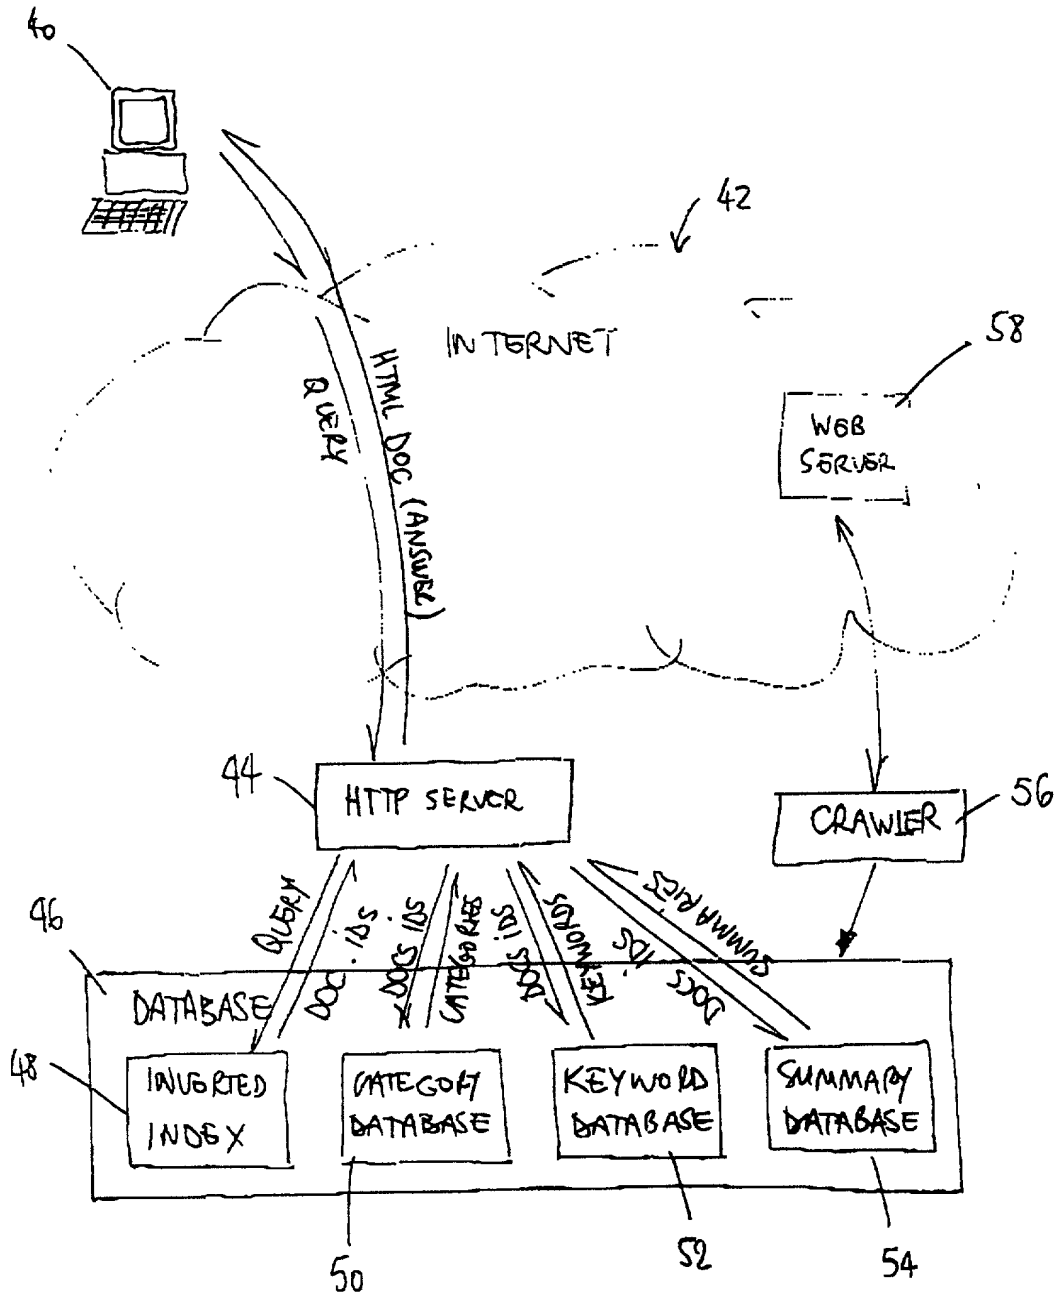 40
42
INTERNET
58
WEB
SERVER
QUERY
HTML DOC (ANSWER)
44
HTTP SERVER
56
CRAWLER
46
QUERY
DOC. iDS
DOCS iDS
CATEGORIES
DOCS iDS
KEYWORDS
DOCS iDS
SUMMARIES
DATABASE
48
INVERTED
INDEX
CATEGORY
DATABASE
KEYWORD
DATABASE
SUMMARY
DATABASE
50
52
54